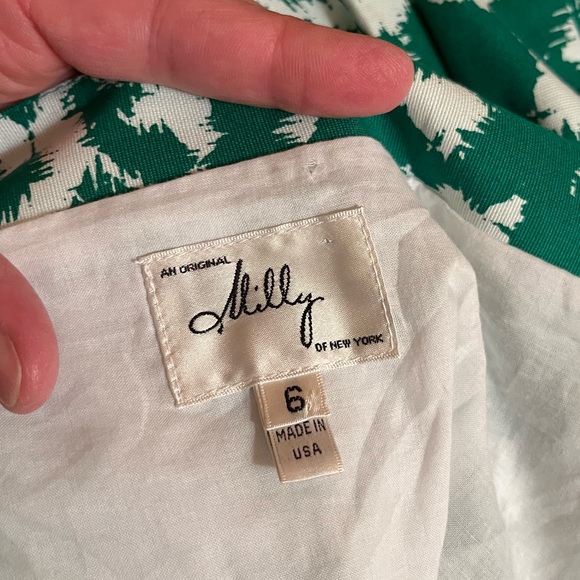 AN ORIGINAL
Milly
OF NEW YORK
6
MADE IN
USA